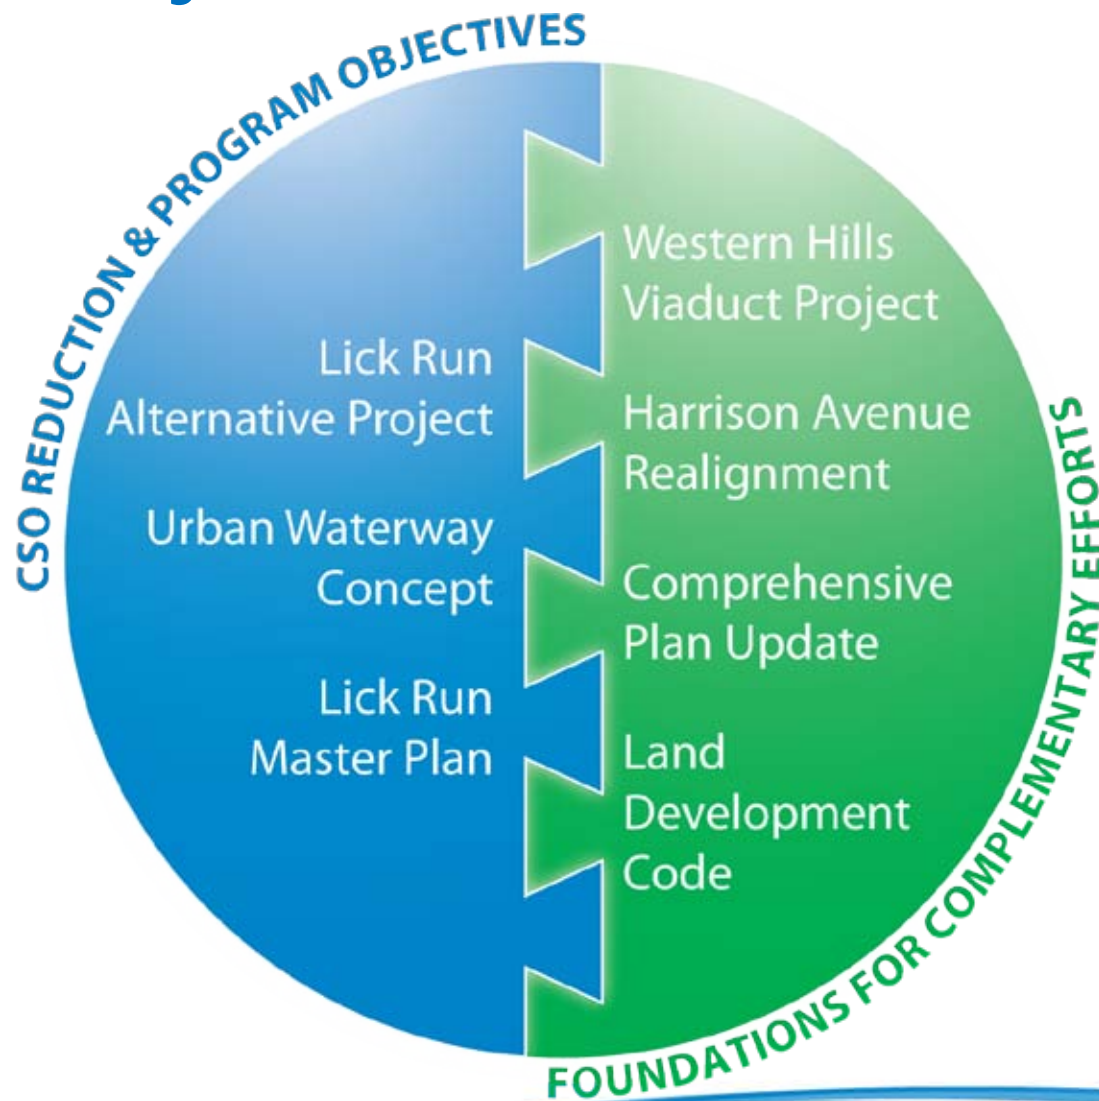 CSO REDUCTION & PROGRAM OBJECTIVES
Lick Run
Alternative Project
Urban Waterway
Concept
Lick Run
Master Plan
Western Hills
Viaduct Project
Harrison Avenue
Realignment
Comprehensive
Plan Update
Land
Development
Code
FOUNDATIONS FOR COMPLEMENTARY EFFORTS